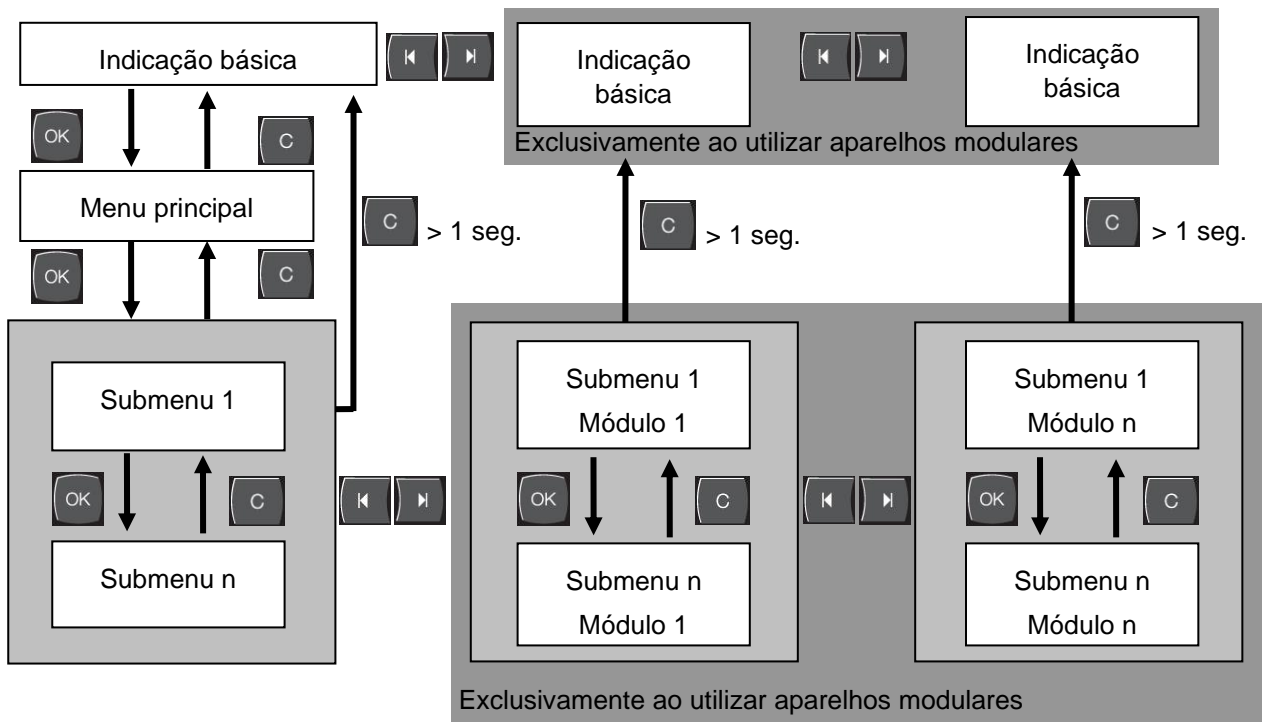 Indicação básica
Indicação
básica
Indicação
básica
Exclusivamente ao utilizar aparelhos modulares
OK
C
Menu principal
C > 1 seg.
C > 1 seg.
C > 1 seg.
OK
C
Submenu 1
Submenu 1
Módulo 1
Submenu 1
Módulo n
OK
C
OK
C
OK
C
Submenu n
Submenu n
Módulo 1
Submenu n
Módulo n
Exclusivamente ao utilizar aparelhos modulares